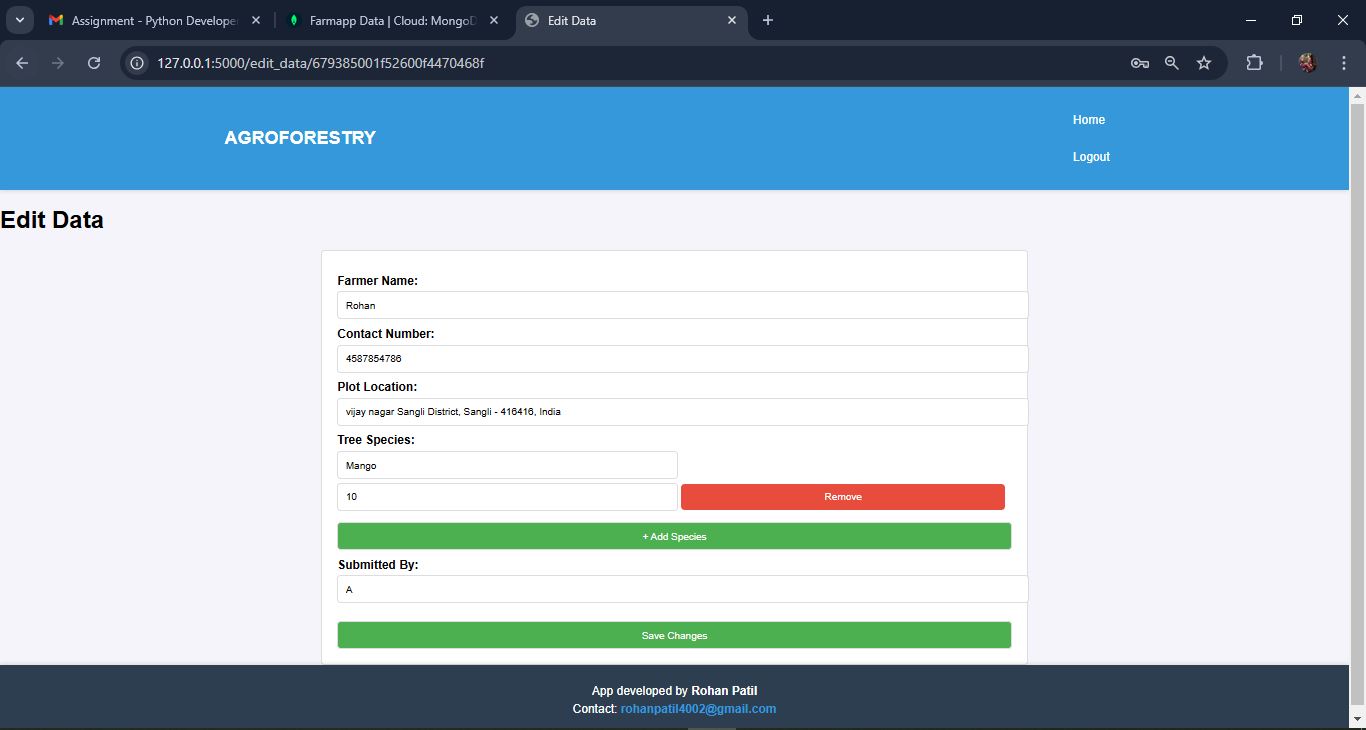 Assignment - Python Develope
Farmapp Data | Cloud: MongoD
Edit Data
127.0.0.1:5000/edit_data/679385001f52600f4470468f
AGROFORESTRY
Home
Logout
Edit Data
Farmer Name:
Rohan
Contact Number:
4587854786
Plot Location:
vijay nagar Sangli District, Sangli - 416416, India
Tree Species:
Mango
10
Remove
+ Add Species
Submitted By:
A
Save Changes
App developed by Rohan Patil
Contact: rohanpatil4002@gmail.com